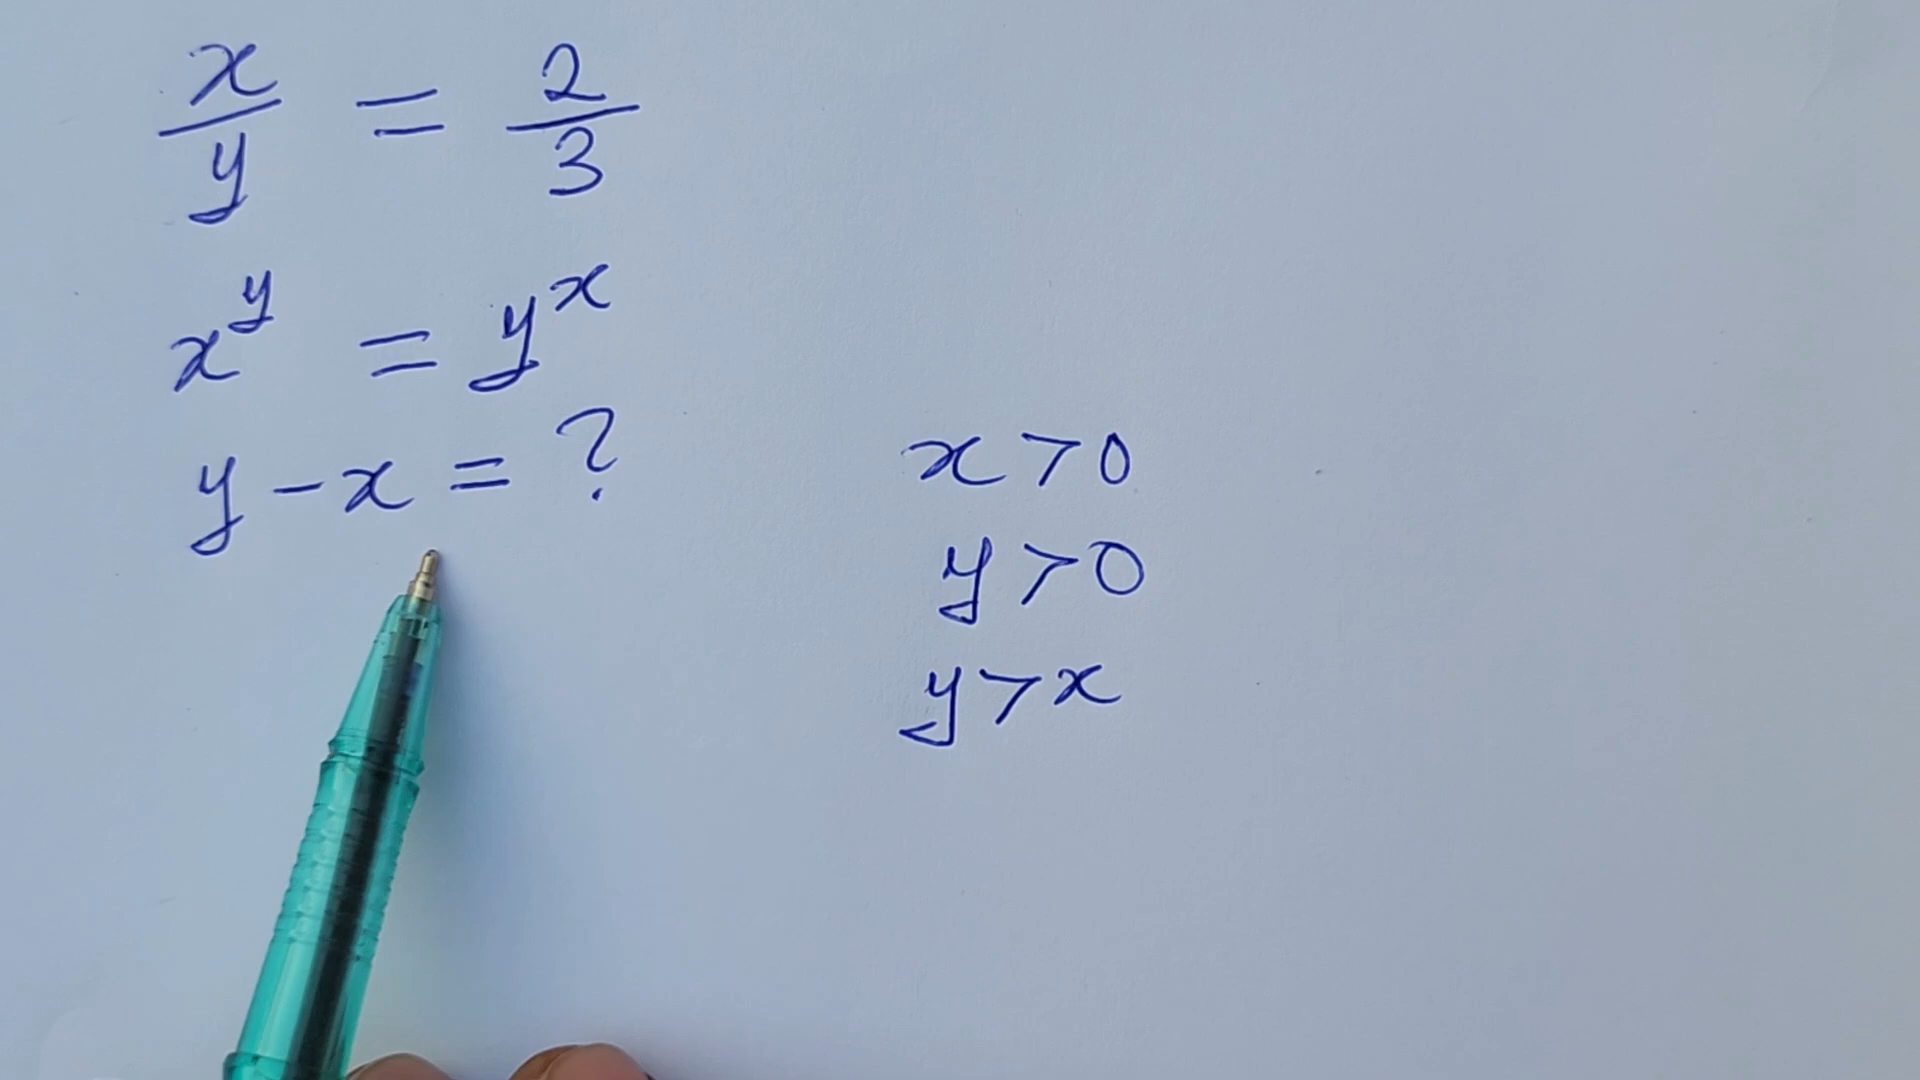 x/y = 2/3
x^y = y^x
y - x = ?
x > 0
y > 0
y > x